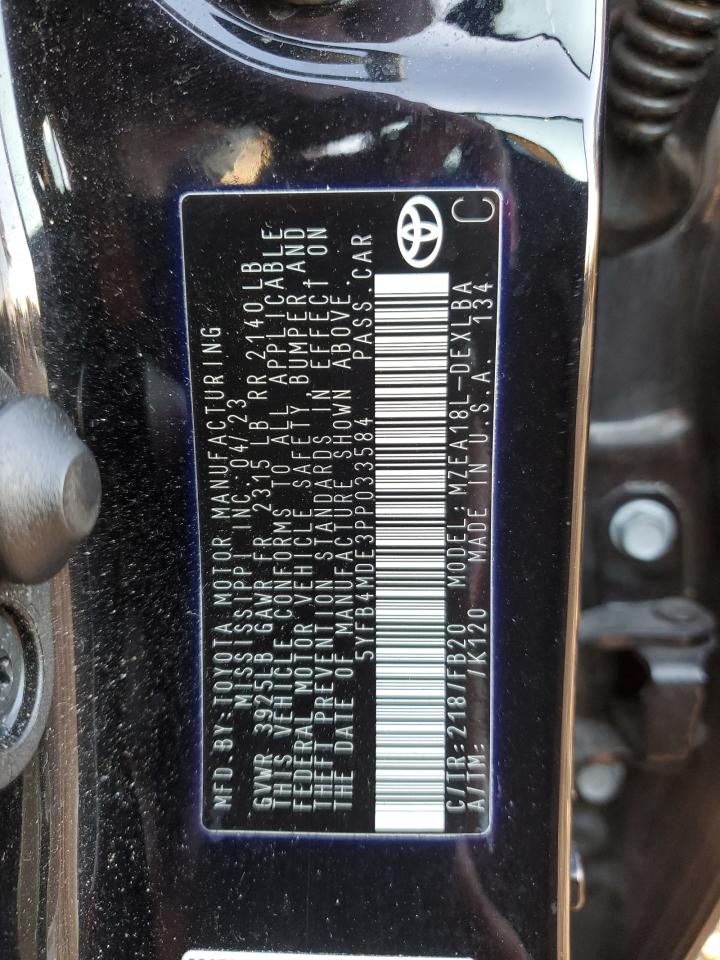 MFD.BY:TOYOTA MOTOR MANUFACTURING
MISSISSIPPI INC. 04/23
GVWR 3925LB GAWR FR 2315 LB RR 2140LB
THIS VEHICLE CONFORMS TO ALL APPLICABLE
FEDERAL MOTOR VEHICLE SAFETY, BUMPER, AND
THEFT PREVENTION STANDARDS IN EFFECT ON
THE DATE OF MANUFACTURE SHOWN ABOVE.
5YFB4MDE3PP033584 PASS.CAR
C
C/TR:218/FB20 MODEL:MZEA18L-DEXLBA
A/TM: /K120 MADE IN U.S.A. 134